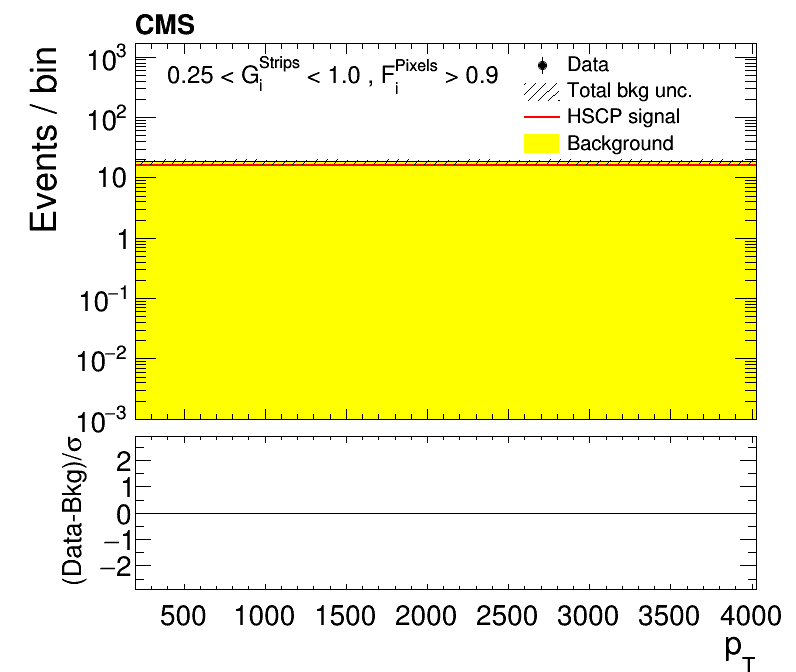 CMS
Events / bin
10³
10²
10
1
10⁻¹
10⁻²
10⁻³
0.25 < Gᵢ^Strips < 1.0 , Fᵢ^Pixels > 0.9
Data
Total bkg unc.
HSCP signal
Background
(Data-Bkg)/σ
2
1
0
−1
−2
500 1000 1500 2000 2500 3000 3500 4000
p_T